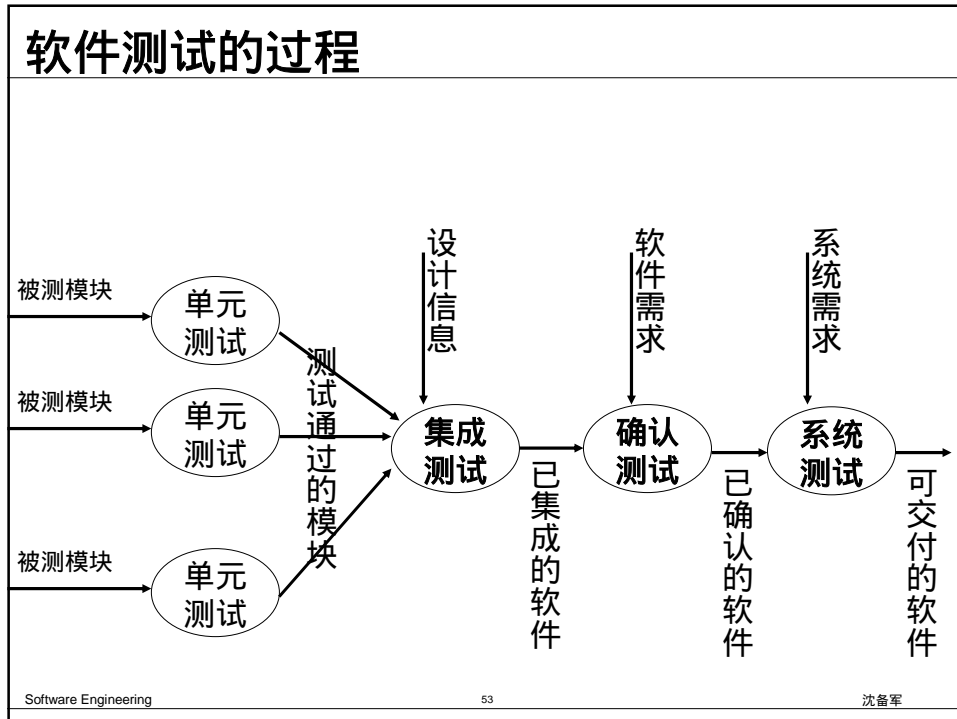 软件测试的过程
设计信息
软件需求
系统需求
被测模块
单元
测试
被测模块
单元
测试
被测模块
单元
测试
测试通过的模块
集成
测试
已集成的软件
确认
测试
已确认的软件
系统
测试
可交付的软件
Software Engineering
53
沈备军